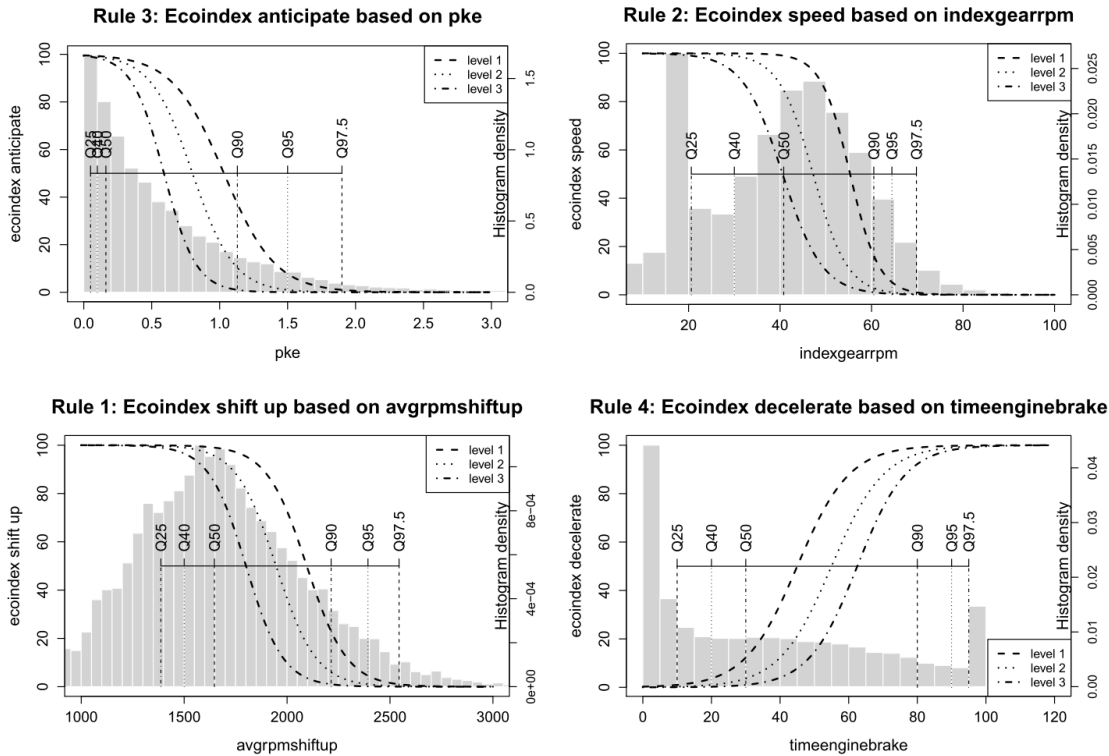 Rule 3: Ecoindex anticipate based on pke
ecoindex anticipate
100
80
60
40
20
0
Q25
Q40
Q50
Q90
Q95
Q97.5
level 1
level 2
level 3
Histogram density
1.5
1.0
0.5
0.0
0.0 0.5 1.0 1.5 2.0 2.5 3.0
pke
Rule 2: Ecoindex speed based on indexgearrpm
ecoindex speed
100
80
60
40
20
0
Q25
Q40
Q50
Q90
Q95
Q97.5
level 1
level 2
level 3
Histogram density
0.025
0.020
0.015
0.010
0.005
0.000
20 40 60 80 100
indexgearrpm
Rule 1: Ecoindex shift up based on avgrpmshiftup
ecoindex shift up
100
80
60
40
20
0
Q25
Q40
Q50
Q90
Q95
Q97.5
level 1
level 2
level 3
Histogram density
8e−04
4e−04
0e+00
1000 1500 2000 2500 3000
avgrpmshiftup
Rule 4: Ecoindex decelerate based on timeenginebrake
ecoindex decelerate
100
80
60
40
20
0
Q25
Q40
Q50
Q90
Q95
Q97.5
level 1
level 2
level 3
Histogram density
0.04
0.03
0.02
0.01
0.00
0 20 40 60 80 100 120
timeenginebrake